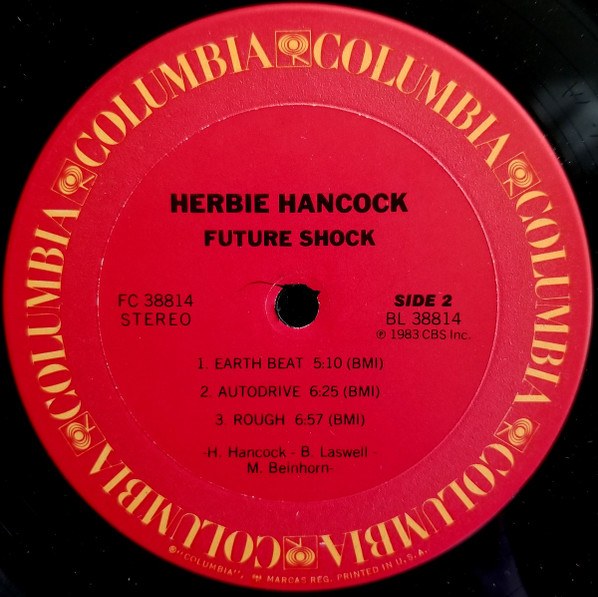 COLUMBIA COLUMBIA COLUMBIA COLUMBIA COLUMBIA COLUMBIA COLUMBIA COLUMBIA
HERBIE HANCOCK
FUTURE SHOCK
FC 38814
STEREO
SIDE 2
BL 38814
℗ 1983 CBS Inc.
1. EARTH BEAT 5:10 (BMI)
2. AUTODRIVE 6:25 (BMI)
3. ROUGH 6:57 (BMI)
-H. Hancock - B. Laswell
M. Beinhorn-
®"COLUMBIA", MARCAS REG. PRINTED IN U.S.A.